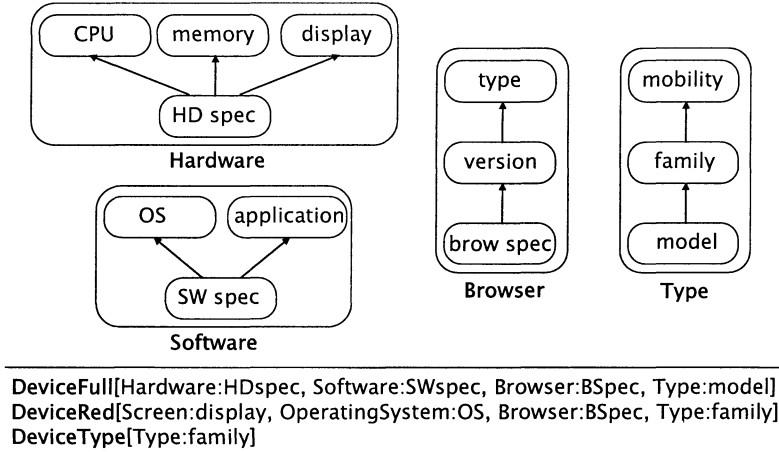 CPU memory display
HD spec
Hardware
OS application
SW spec
Software
type
version
brow spec
Browser
mobility
family
model
Type
DeviceFull[Hardware:HDspec, Software:SWspec, Browser:BSpec, Type:model]
DeviceRed[Screen:display, OperatingSystem:OS, Browser:BSpec, Type:family]
DeviceType[Type:family]